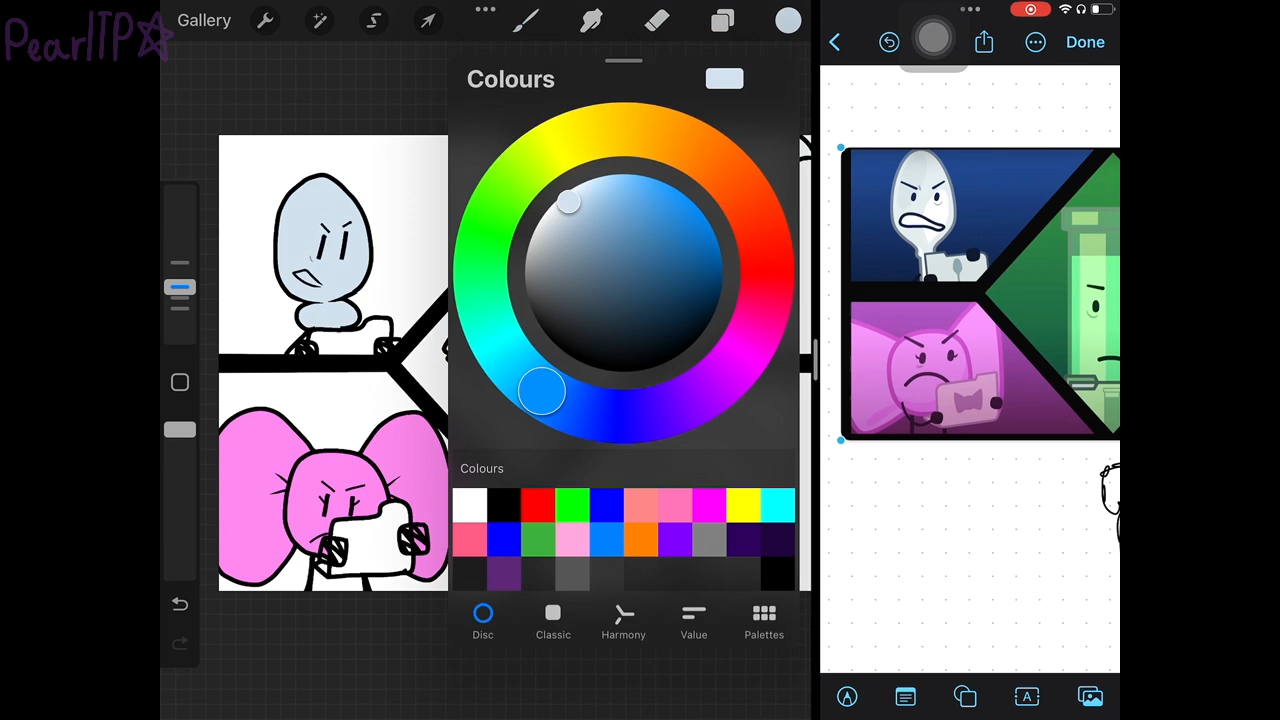 PearlTP☆
Gallery
Colours
Done
Colours
Disc
Classic
Harmony
Value
Palettes
A